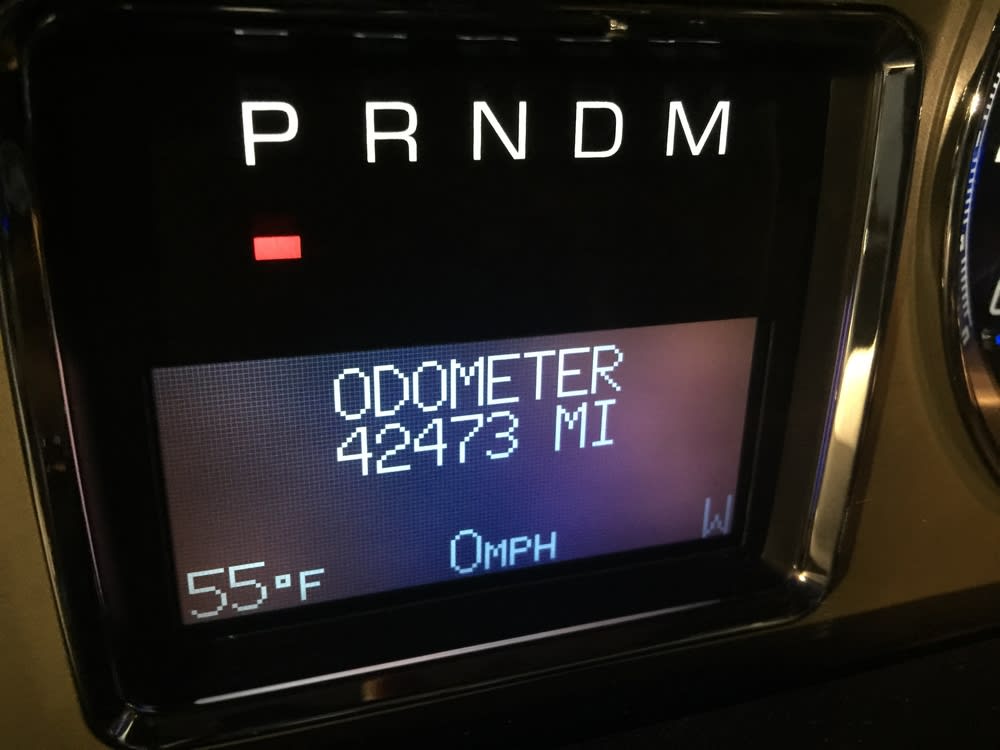 P R N D M
ODOMETER
42473 MI
0MPH
W
55°F